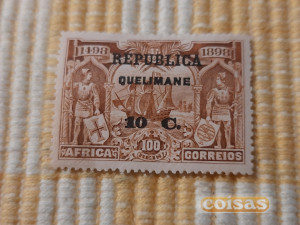 1498 1898
REPUBLICA
QUELIMANE
10 C.
100
AFRICA CORREIOS
coisas